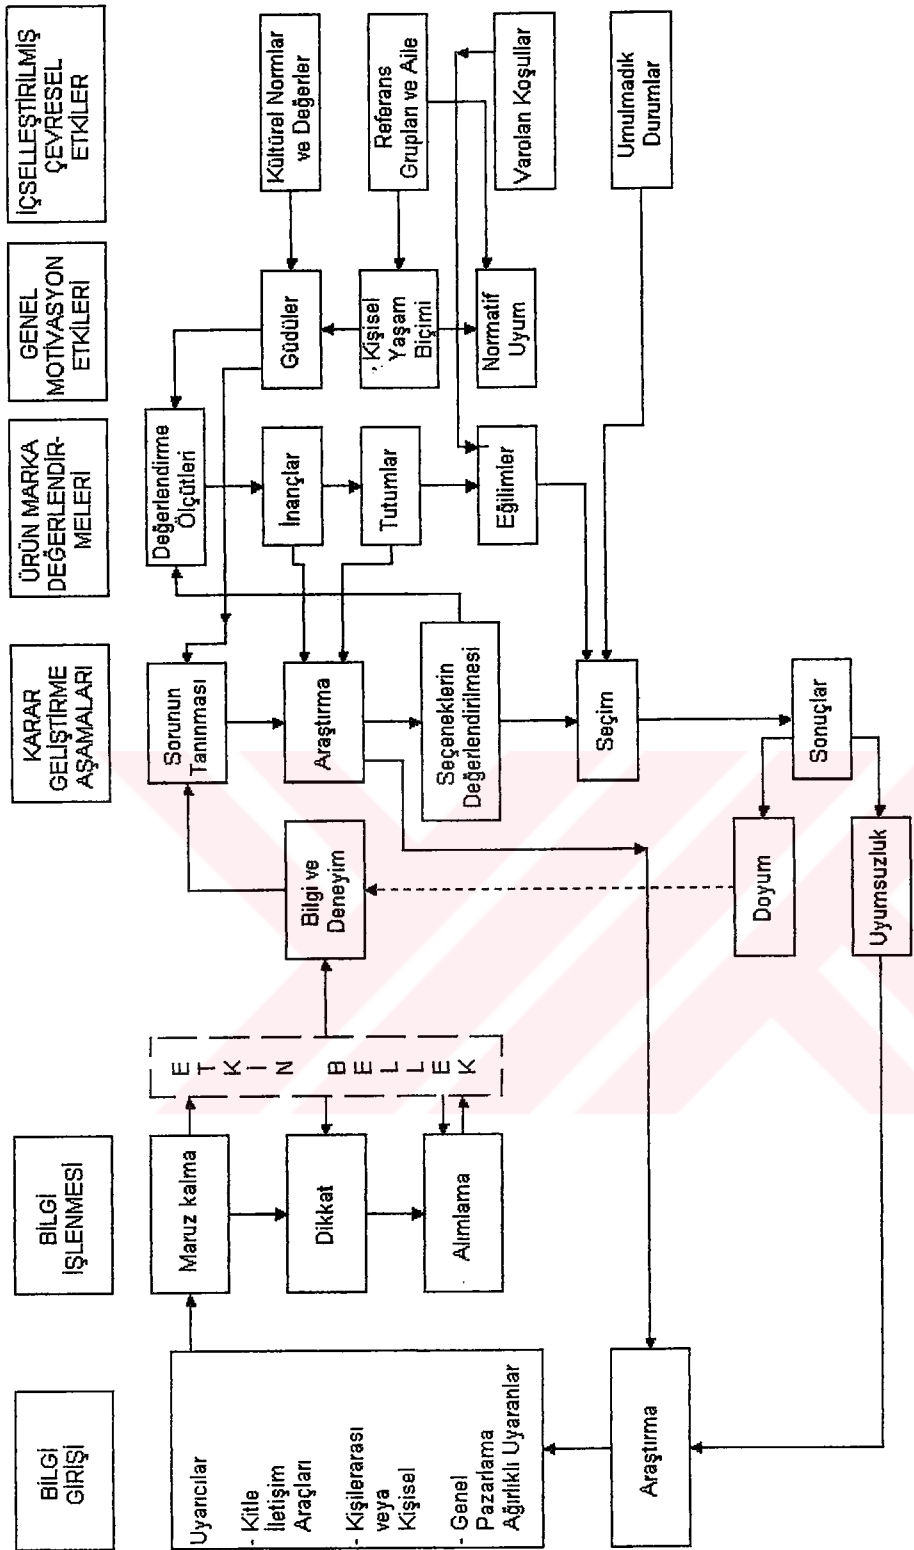 BİLGİ
GİRİŞİ
BİLGİ
İŞLENMESİ
KARAR
GELİŞTİRME
AŞAMALARI
ÜRÜN MARKA
DEĞERLENDİR-
MELERİ
GENEL
MOTİVASYON
ETKİLERİ
İÇSELLEŞTİRİLMİŞ
ÇEVRESEL
ETKİLER
Uyarıcılar
- Kitle
İletişim
Araçları
- Kişilerarası
veya
Kişisel
- Genel
Pazarlama
Ağırlıklı Uyaranlar
Araştırma
Maruz kalma
Dikkat
Alımlama
ETKİN BELLEK
Bilgi ve
Deneyim
Doyum
Uyumsuzluk
Sorunun
Tanınması
Araştırma
Seçeneklerin
Değerlendirilmesi
Seçim
Sonuçlar
Değerlendirme
Ölçütleri
İnançlar
Tutumlar
Eğilimler
Güdüler
Kişisel
Yaşam
Biçimi
Normatif
Uyum
Kültürel Normlar
ve Değerler
Referans
Grupları ve Aile
Varolan Koşullar
Umulmadık
Durumlar